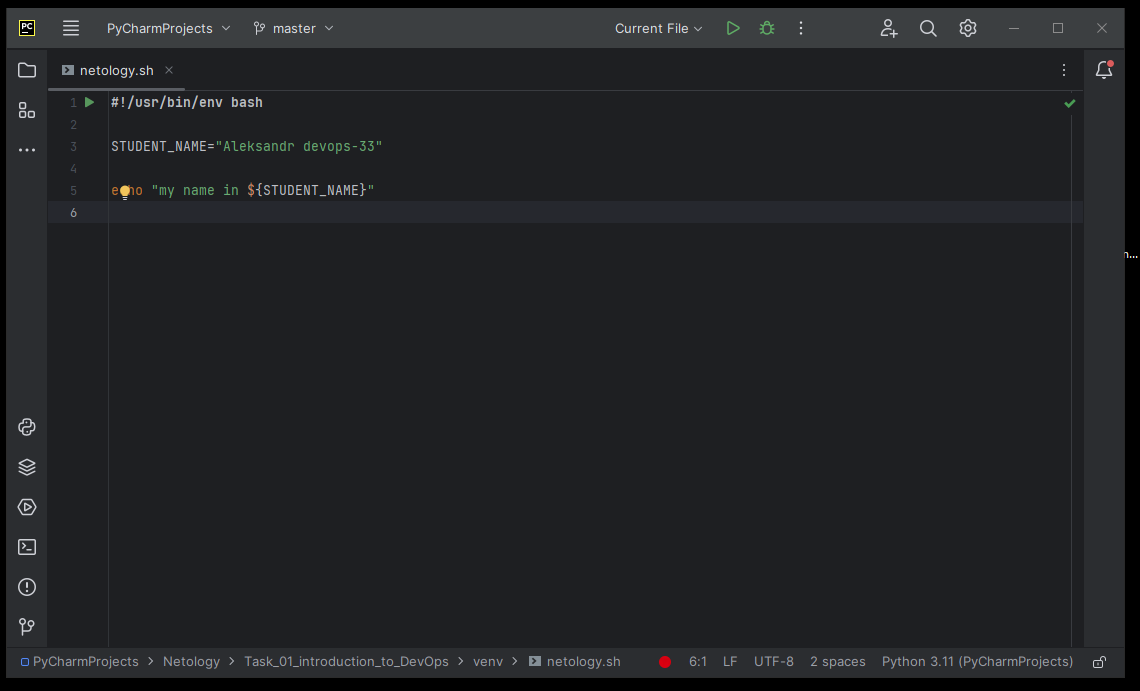 PC PyCharmProjects master Current File
netology.sh
1 #!/usr/bin/env bash
2
3 STUDENT_NAME="Aleksandr devops-33"
4
5 echo "my name in ${STUDENT_NAME}"
6
n...
PyCharmProjects > Netology > Task_01_introduction_to_DevOps > venv > netology.sh 6:1 LF UTF-8 2 spaces Python 3.11 (PyCharmProjects)